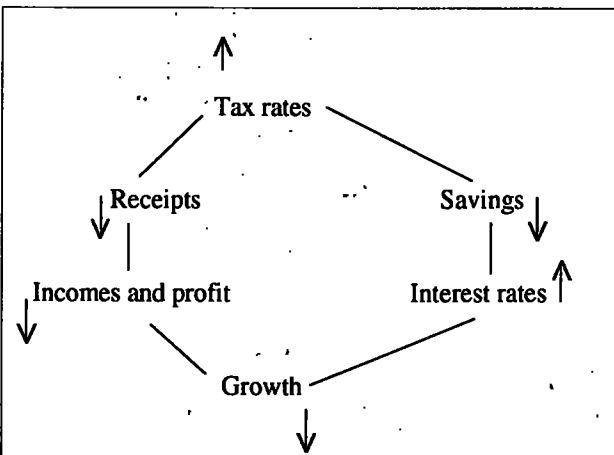 Tax rates
Receipts
Savings
Incomes and profit
Interest rates
Growth